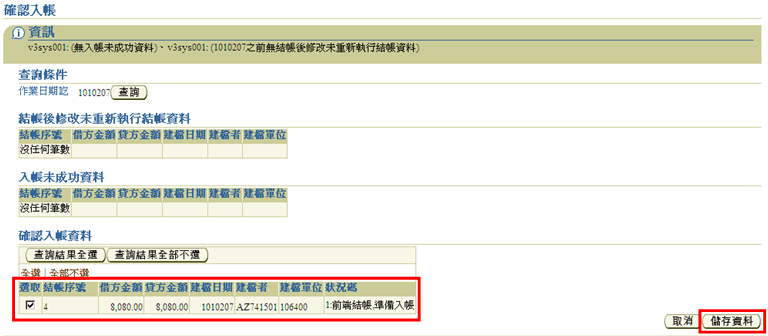 確認入帳
資訊
v3sys001: (無入帳未成功資料)、v3sys001: (1010207之前無結帳後修改未重新執行結帳資料)
查詢條件
作業日期訖 1010207 查詢
結帳後修改未重新執行結帳資料
結帳序號 借方金額 貸方金額 建檔日期 建檔者 建檔單位
沒任何筆數
入帳未成功資料
結帳序號 借方金額 貸方金額 建檔日期 建檔者 建檔單位
沒任何筆數
確認入帳資料
查詢結果全選 查詢結果全部不選
全選 | 全部不選
選取 結帳序號 借方金額 貸方金額 建檔日期 建檔者 建檔單位 狀況碼
4 8,080.00 8,080.00 1010207 AZ741501 106400 1:前端結帳,準備入帳
取消 儲存資料